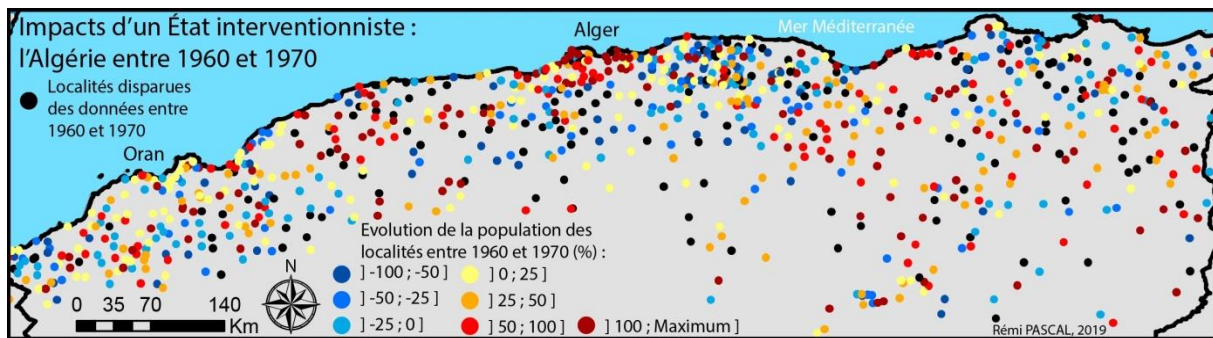 Impacts d'un État interventionniste :
l'Algérie entre 1960 et 1970
Localités disparues
des données entre
1960 et 1970
Alger
Mer Méditerranée
Oran
Evolution de la population des
localités entre 1960 et 1970 (%) :
] -100 ; -50 ]
] 0 ; 25 ]
] -50 ; -25 ]
] 25 ; 50 ]
] -25 ; 0 ]
] 50 ; 100 ]
] 100 ; Maximum ]
N
0 35 70 140
Km
Rémi PASCAL, 2019